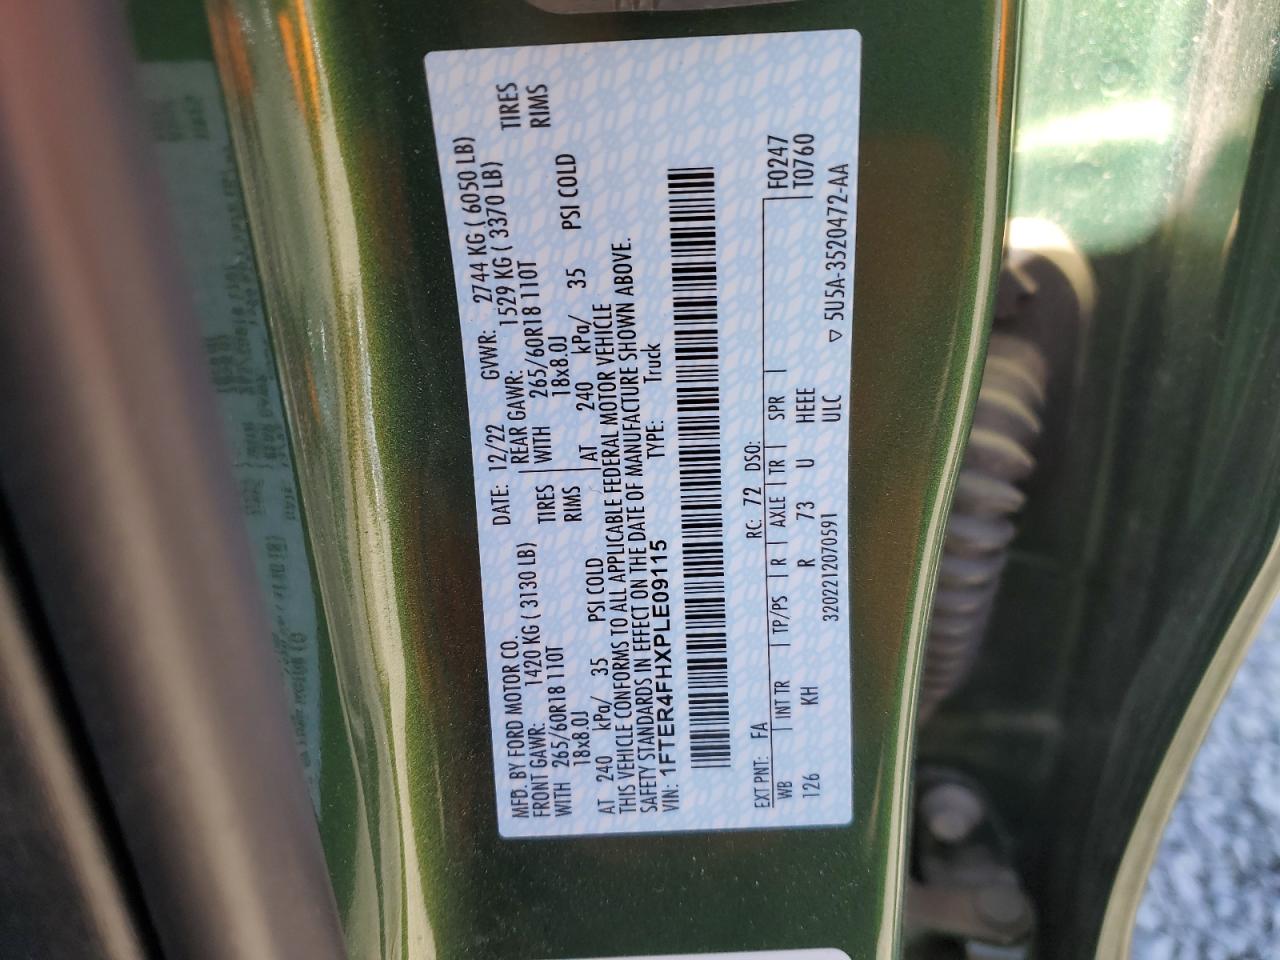 MFD. BY FORD MOTOR CO. DATE: 12/22 GVWR: 2744 KG ( 6050 LB)
FRONT GAWR: 1420 KG ( 3130 LB) REAR GAWR: 1529 KG ( 3370 LB)
WITH 265/60R18 110T TIRES WITH 265/60R18 110T TIRES
18x8.0J RIMS 18x8.0J RIMS
AT 240 kPa/ 35 PSI COLD AT 240 kPa/ 35 PSI COLD
THIS VEHICLE CONFORMS TO ALL APPLICABLE FEDERAL MOTOR VEHICLE
SAFETY STANDARDS IN EFFECT ON THE DATE OF MANUFACTURE SHOWN ABOVE.
VIN: 1FTER4FHXPLE09115 TYPE: Truck
EXT PNT: FA RC: 72 DSO: F0247
WB INT TR TP/PS R AXLE TR SPR T0760
126 KH R 73 U HEEE
320221207059 ULC ▽ 5U5A-3520472-AA